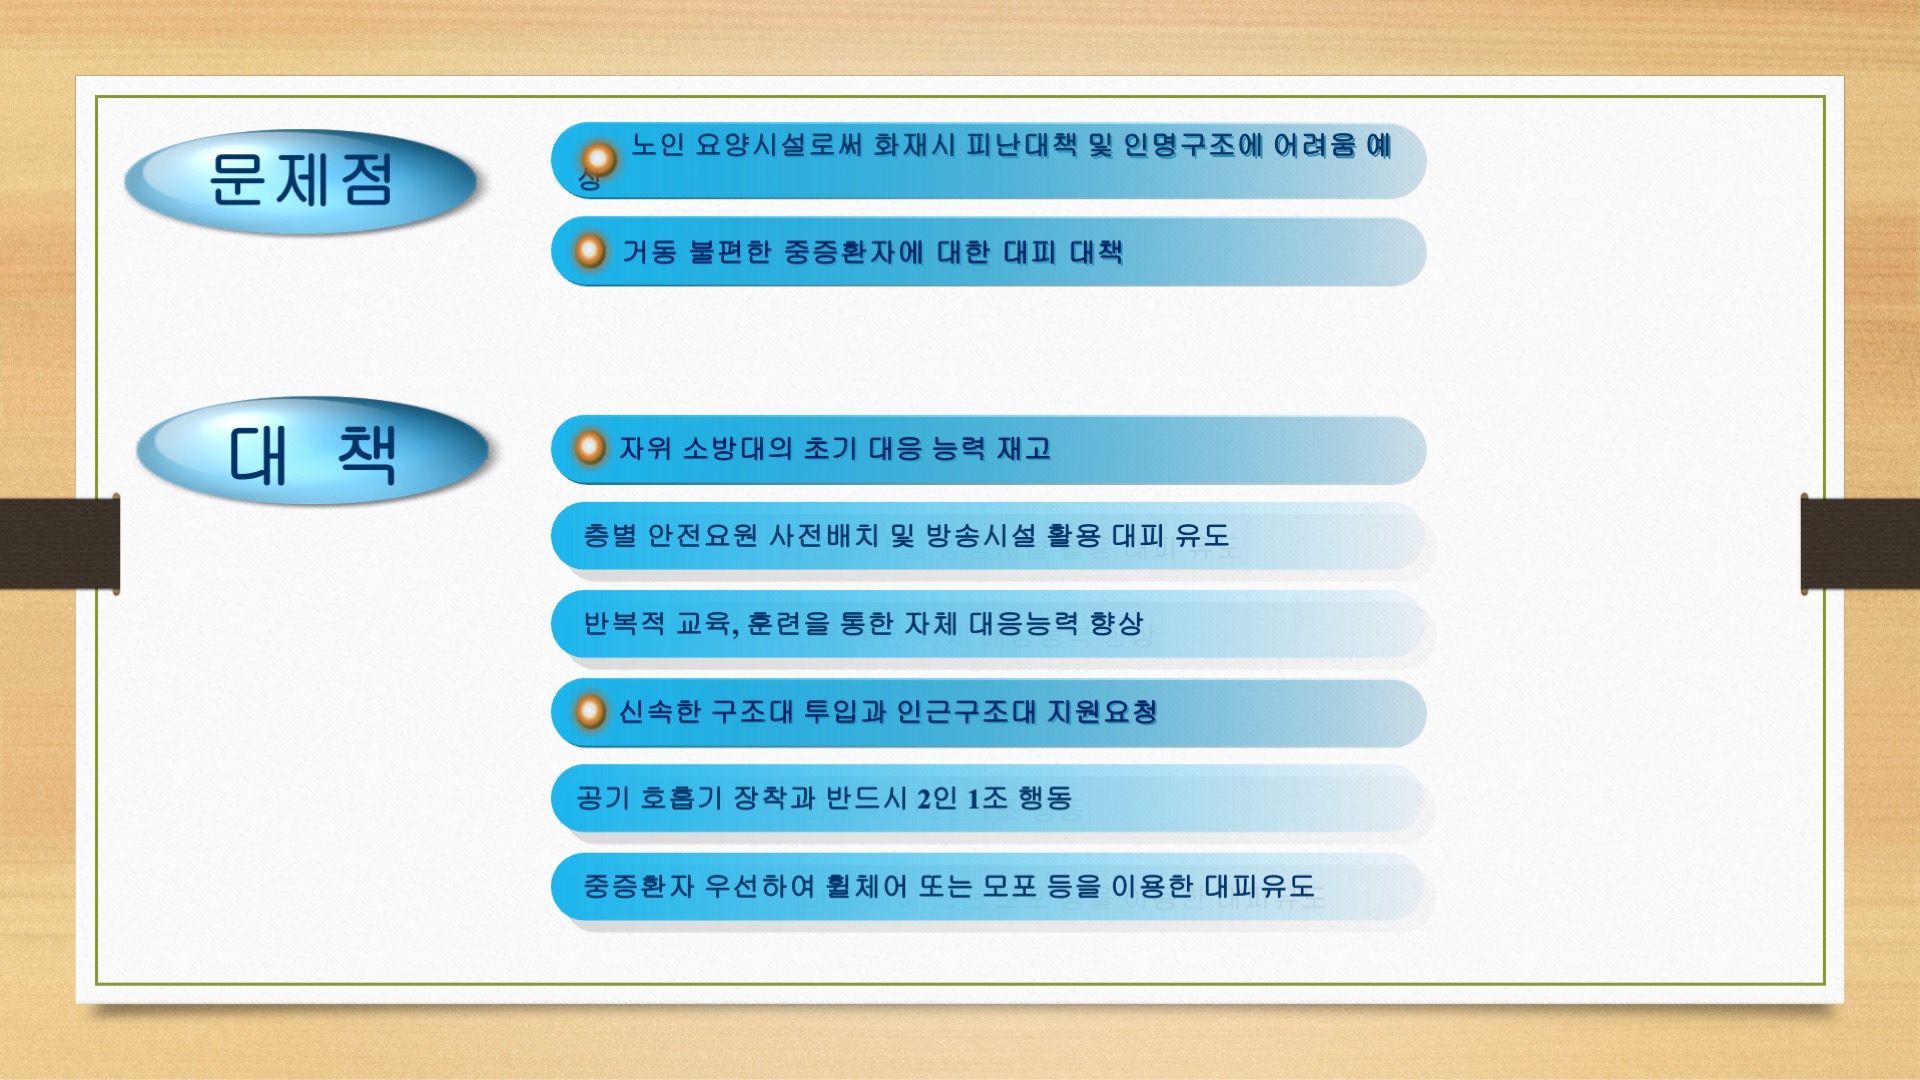 문제점
노인 요양시설로써 화재시 피난대책 및 인명구조에 어려움 예
상
거동 불편한 중증환자에 대한 대피 대책
대 책
자위 소방대의 초기 대응 능력 재고
층별 안전요원 사전배치 및 방송시설 활용 대피 유도
반복적 교육, 훈련을 통한 자체 대응능력 향상
신속한 구조대 투입과 인근구조대 지원요청
공기 호흡기 장착과 반드시 2인 1조 행동
중증환자 우선하여 휠체어 또는 모포 등을 이용한 대피유도